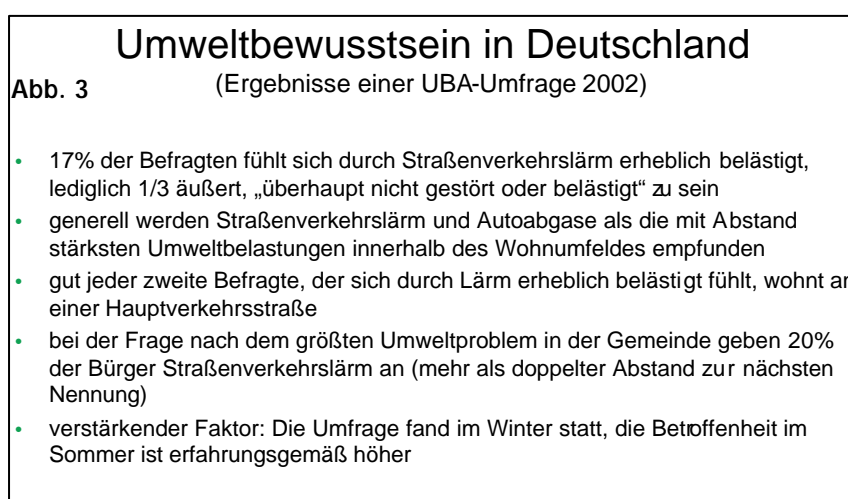 Umweltbewusstsein in Deutschland
Abb. 3 (Ergebnisse einer UBA-Umfrage 2002)
• 17% der Befragten fühlt sich durch Straßenverkehrslärm erheblich belästigt,
lediglich 1/3 äußert, „überhaupt nicht gestört oder belästigt“ zu sein
• generell werden Straßenverkehrslärm und Autoabgase als die mit Abstand
stärksten Umweltbelastungen innerhalb des Wohnumfeldes empfunden
• gut jeder zweite Befragte, der sich durch Lärm erheblich belästigt fühlt, wohnt an
einer Hauptverkehrsstraße
• bei der Frage nach dem größten Umweltproblem in der Gemeinde geben 20%
der Bürger Straßenverkehrslärm an (mehr als doppelter Abstand zur nächsten
Nennung)
• verstärkender Faktor: Die Umfrage fand im Winter statt, die Betroffenheit im
Sommer ist erfahrungsgemäß höher